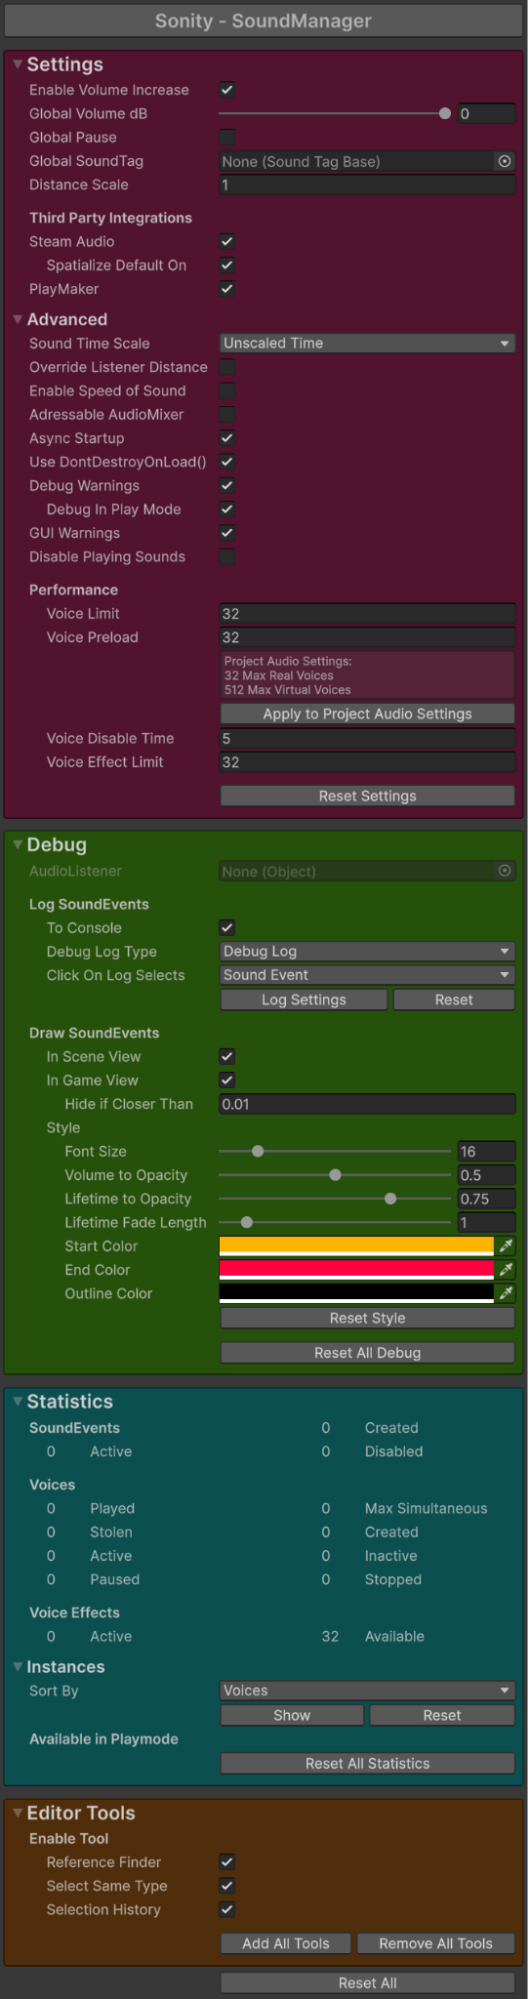 Sonity - SoundManager
Settings
Enable Volume Increase
Global Volume dB 0
Global Pause
Global SoundTag None (Sound Tag Base)
Distance Scale 1
Third Party Integrations
Steam Audio
Spatialize Default On
PlayMaker
Advanced
Sound Time Scale Unscaled Time
Override Listener Distance
Enable Speed of Sound
Adressable AudioMixer
Async Startup
Use DontDestroyOnLoad()
Debug Warnings
Debug In Play Mode
GUI Warnings
Disable Playing Sounds
Performance
Voice Limit 32
Voice Preload 32
Project Audio Settings:
32 Max Real Voices
512 Max Virtual Voices
Apply to Project Audio Settings
Voice Disable Time 5
Voice Effect Limit 32
Reset Settings
Debug
AudioListener None (Object)
Log SoundEvents
To Console
Debug Log Type Debug Log
Click On Log Selects Sound Event
Log Settings Reset
Draw SoundEvents
In Scene View
In Game View
Hide if Closer Than 0.01
Style
Font Size 16
Volume to Opacity 0.5
Lifetime to Opacity 0.75
Lifetime Fade Length 1
Start Color
End Color
Outline Color
Reset Style
Reset All Debug
Statistics
SoundEvents 0 Created
0 Active 0 Disabled
Voices
0 Played 0 Max Simultaneous
0 Stolen 0 Created
0 Active 0 Inactive
0 Paused 0 Stopped
Voice Effects
0 Active 32 Available
Instances
Sort By Voices
Show Reset
Available in Playmode
Reset All Statistics
Editor Tools
Enable Tool
Reference Finder
Select Same Type
Selection History
Add All Tools Remove All Tools
Reset All